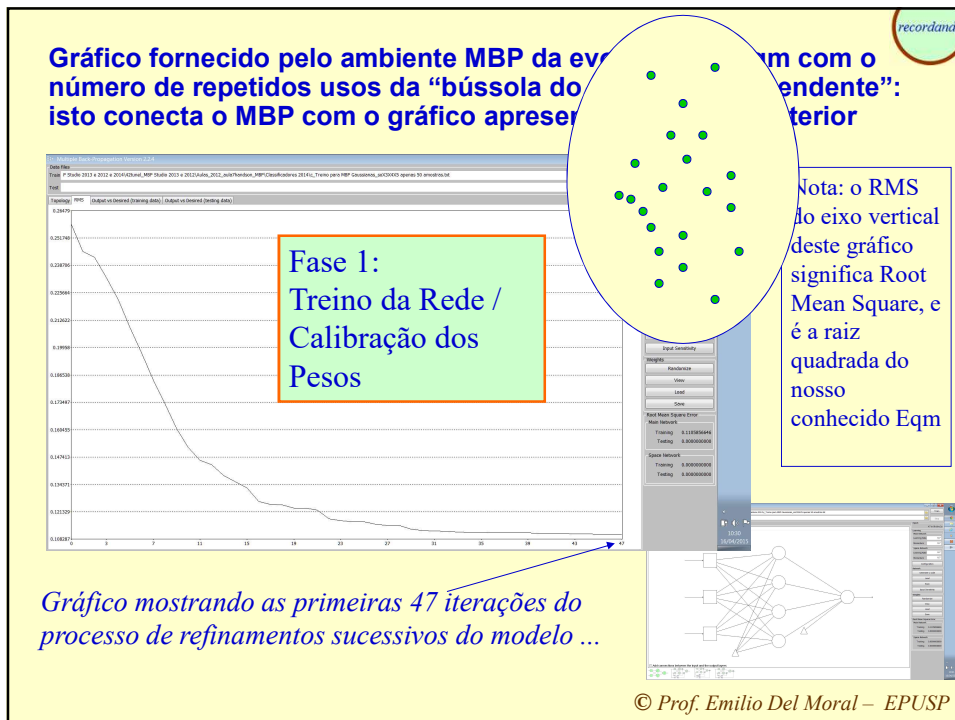 recordand
Gráfico fornecido pelo ambiente MBP da evo m com o
número de repetidos usos da “bússola do endente”:
isto conecta o MBP com o gráfico apresen terior
Multiple Back-Propagation Version 2.2.4
Data files
Train
Test
Topology RMS Output vs Desired (training data) Output vs Desired (testing data)
0.26479
0.251748
0.238706
0.225664
0.212622
0.19958
0.186538
0.173497
0.160455
0.147413
0.134371
0.121329
0.108287
0 3 7 11 15 19 23 27 31 35 39 43 47
Fase 1:
Treino da Rede /
Calibração dos
Pesos
Input Sensitivity
Weights
Randomize
View
Load
Save
Root Mean Square Error
Main Network
Training 0.1105856646
Testing 0.0000000000
Space Network
Training 0.0000000000
Testing 0.0000000000
10:30
16/04/2015
Nota: o RMS
do eixo vertical
deste gráfico
significa Root
Mean Square, e
é a raiz
quadrada do
nosso
conhecido Eqm
Gráfico mostrando as primeiras 47 iterações do
processo de refinamentos sucessivos do modelo ...
© Prof. Emilio Del Moral – EPUSP